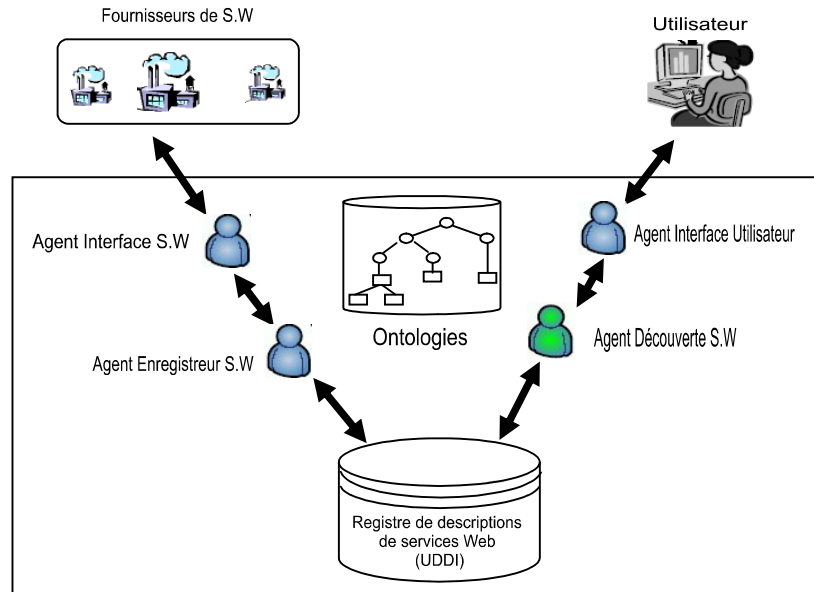 Fournisseurs de S.W
Utilisateur
Agent Interface S.W
Agent Interface Utilisateur
Ontologies
Agent Découverte S.W
Agent Enregistreur S.W
Registre de descriptions
de services Web
(UDDI)